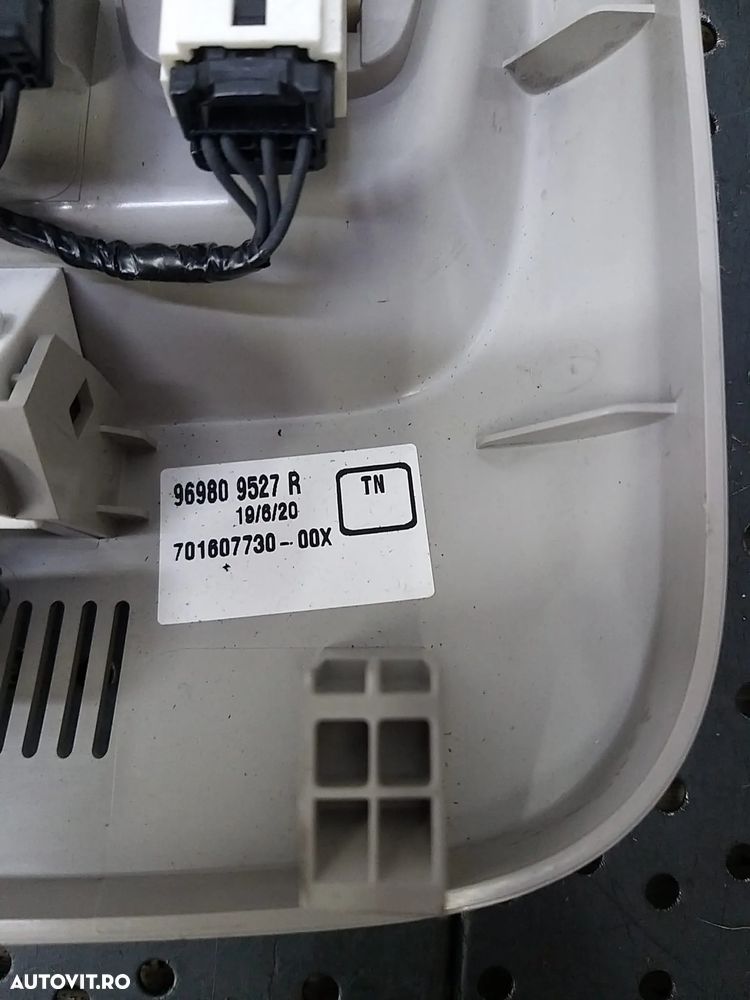 96980 9527 R
TN
19/6/20
701607730-00X
AUTOVIT.RO